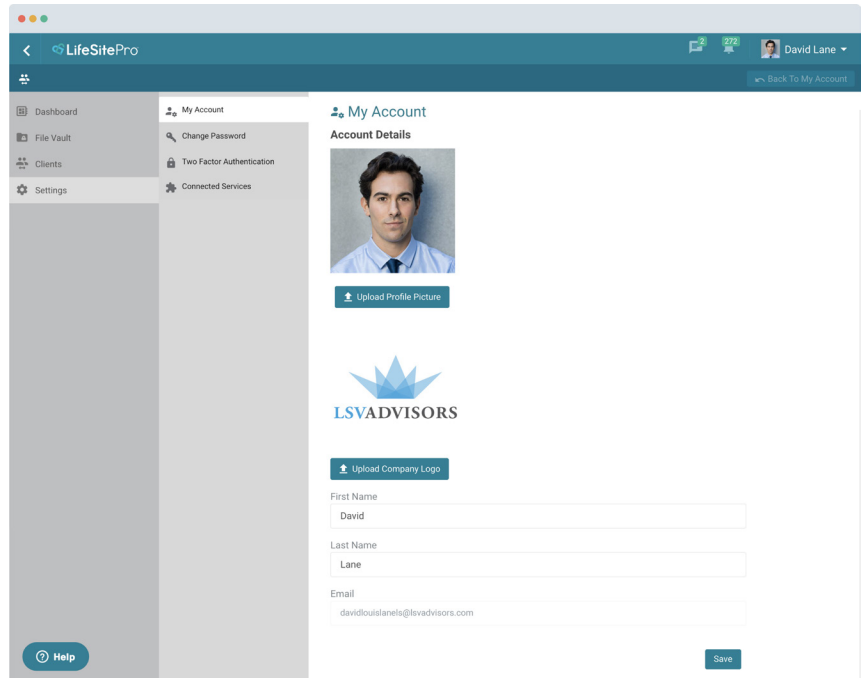 LifeSitePro
2
272
David Lane
Back To My Account
Dashboard
File Vault
Clients
Settings
My Account
Change Password
Two Factor Authentication
Connected Services
My Account
Account Details
Upload Profile Picture
LSVADVISORS
Upload Company Logo
First Name
David
Last Name
Lane
Email
davidlouislanels@lsvadvisors.com
Save
? Help